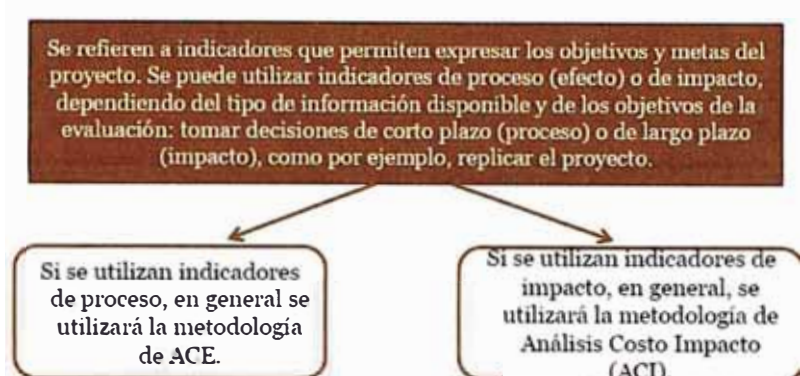 Se refieren a indicadores que permiten expresar los objetivos y metas del
proyecto. Se puede utilizar indicadores de proceso (efecto) o de impacto,
dependiendo del tipo de información disponible y de los objetivos de la
evaluación: tomar decisiones de corto plazo (proceso) o de largo plazo
(impacto), como por ejemplo, replicar el proyecto.
Si se utilizan indicadores
de proceso, en general se
utilizará la metodología
de ACE.
Si se utilizan indicadores de
impacto, en general, se
utilizará la metodología de
Análisis Costo Impacto
(ACI)